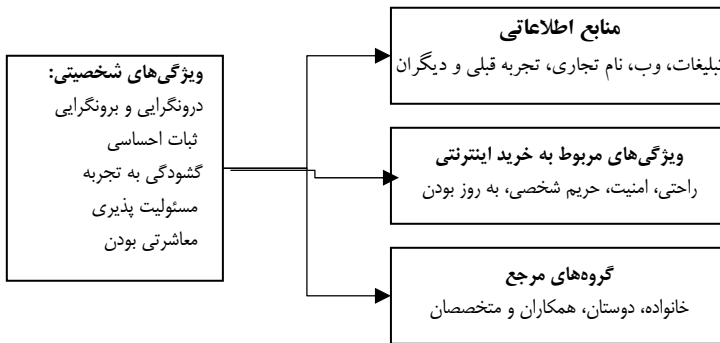 ویژگی‌های شخصیتی:
درونگرایی و برونگرایی
ثبات احساسی
گشودگی به تجربه
مسئولیت پذیری
معاشرتی بودن
منابع اطلاعاتی
تبلیغات، وب، نام تجاری، تجربه قبلی و دیگران
ویژگی‌های مربوط به خرید اینترنتی
راحتی، امنیت، حریم شخصی، به روز بودن
گروه‌های مرجع
خانواده، دوستان، همکاران و متخصصان